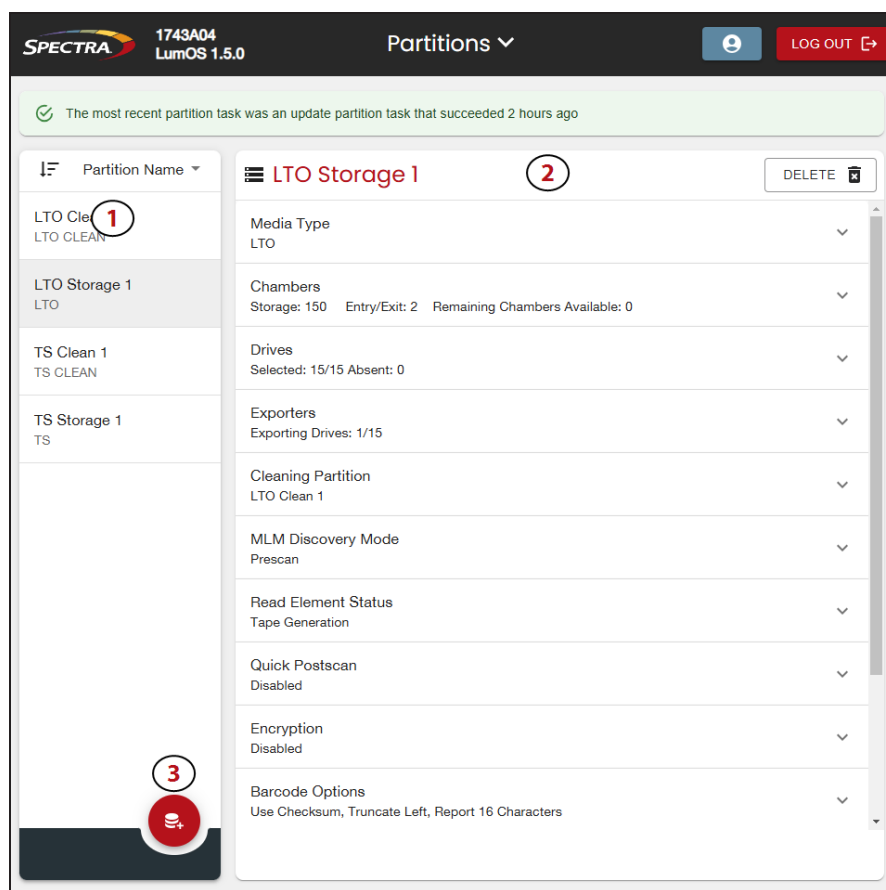 SPECTRA
1743A04
LumOS 1.5.0
Partitions
LOG OUT
The most recent partition task was an update partition task that succeeded 2 hours ago
Partition Name
LTO Storage 1
2
DELETE
LTO Cle
1
LTO CLEAN
LTO Storage 1
LTO
TS Clean 1
TS CLEAN
TS Storage 1
TS
3
Media Type
LTO
Chambers
Storage: 150 Entry/Exit: 2 Remaining Chambers Available: 0
Drives
Selected: 15/15 Absent: 0
Exporters
Exporting Drives: 1/15
Cleaning Partition
LTO Clean 1
MLM Discovery Mode
Prescan
Read Element Status
Tape Generation
Quick Postscan
Disabled
Encryption
Disabled
Barcode Options
Use Checksum, Truncate Left, Report 16 Characters